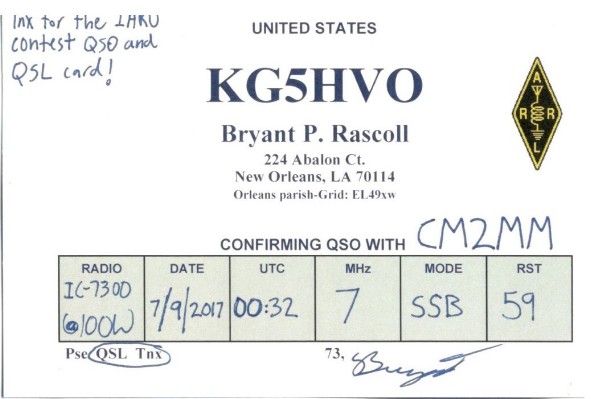 Tnx for the IARU
contest QSO and
QSL card!
UNITED STATES
KG5HVO
A
R R
L
Bryant P. Rascoll
224 Abalon Ct.
New Orleans, LA 70114
Orleans parish-Grid: EL49xw
CONFIRMING QSO WITH CM2MM
RADIO DATE UTC MHz MODE RST
IC-7300
@100W 7/9/2017 00:32 7 SSB 59
Pse QSL Tnx 73, Bryant